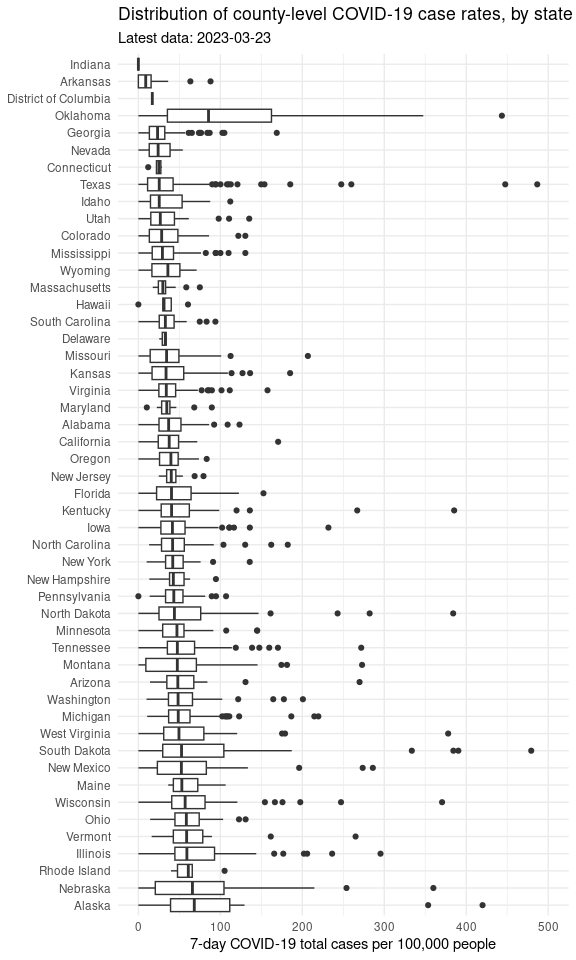 Distribution of county-level COVID-19 case rates, by state
Latest data: 2023-03-23
Indiana
Arkansas
District of Columbia
Oklahoma
Georgia
Nevada
Connecticut
Texas
Idaho
Utah
Colorado
Mississippi
Wyoming
Massachusetts
Hawaii
South Carolina
Delaware
Missouri
Kansas
Virginia
Maryland
Alabama
California
Oregon
New Jersey
Florida
Kentucky
Iowa
North Carolina
New York
New Hampshire
Pennsylvania
North Dakota
Minnesota
Tennessee
Montana
Arizona
Washington
Michigan
West Virginia
South Dakota
New Mexico
Maine
Wisconsin
Ohio
Vermont
Illinois
Rhode Island
Nebraska
Alaska
0 100 200 300 400 500
7-day COVID-19 total cases per 100,000 people